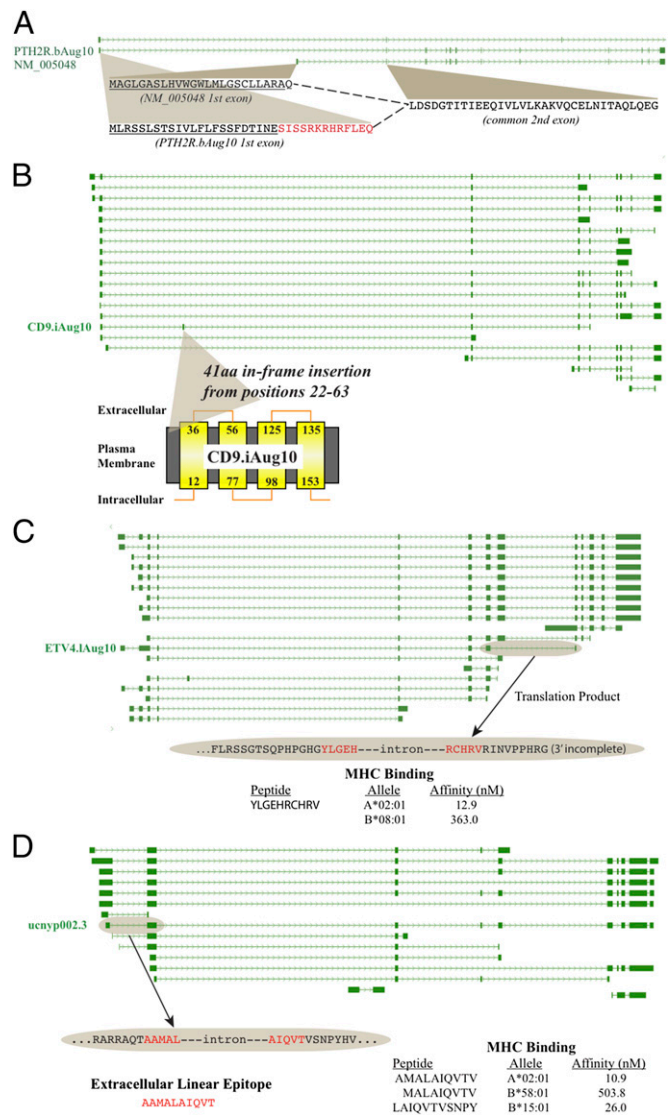 A
PTH2R.bAug10
NM_005048
MAGLGASLHVWGWLMLGSCLLARAQ
(NM_005048 1st exon)
LDSDGTITIEEQIVLVLKAKVQCELNITAQLQEG
(common 2nd exon)
MLRSSLSTSIVLFLFSSFDTINESISSRKRHRFLEQ
(PTH2R.bAug10 1st exon)
B
CD9.iAug10
41aa in-frame insertion
from positions 22-63
Extracellular
36 56 125 135
Plasma
Membrane
CD9.iAug10
12 77 98 153
Intracellular
C
ETV4.lAug10
Translation Product
...FLRSSGTSQPHPGHGYLGEH---intron---RCHRVRINVPPHRG (3' incomplete)
MHC Binding
Peptide Allele Affinity (nM)
YLGEHRCHRV A*02:01 12.9
B*08:01 363.0
D
ucnyp002.3
...RARRAQTAAMAL---intron---AIQVTVSNPYHV...
Extracellular Linear Epitope
AAMALAIQVT
MHC Binding
Peptide Allele Affinity (nM)
AMALAIQVTV A*02:01 10.9
MALAIQVTV B*58:01 503.8
LAIQVTVSNPY B*15:01 26.0